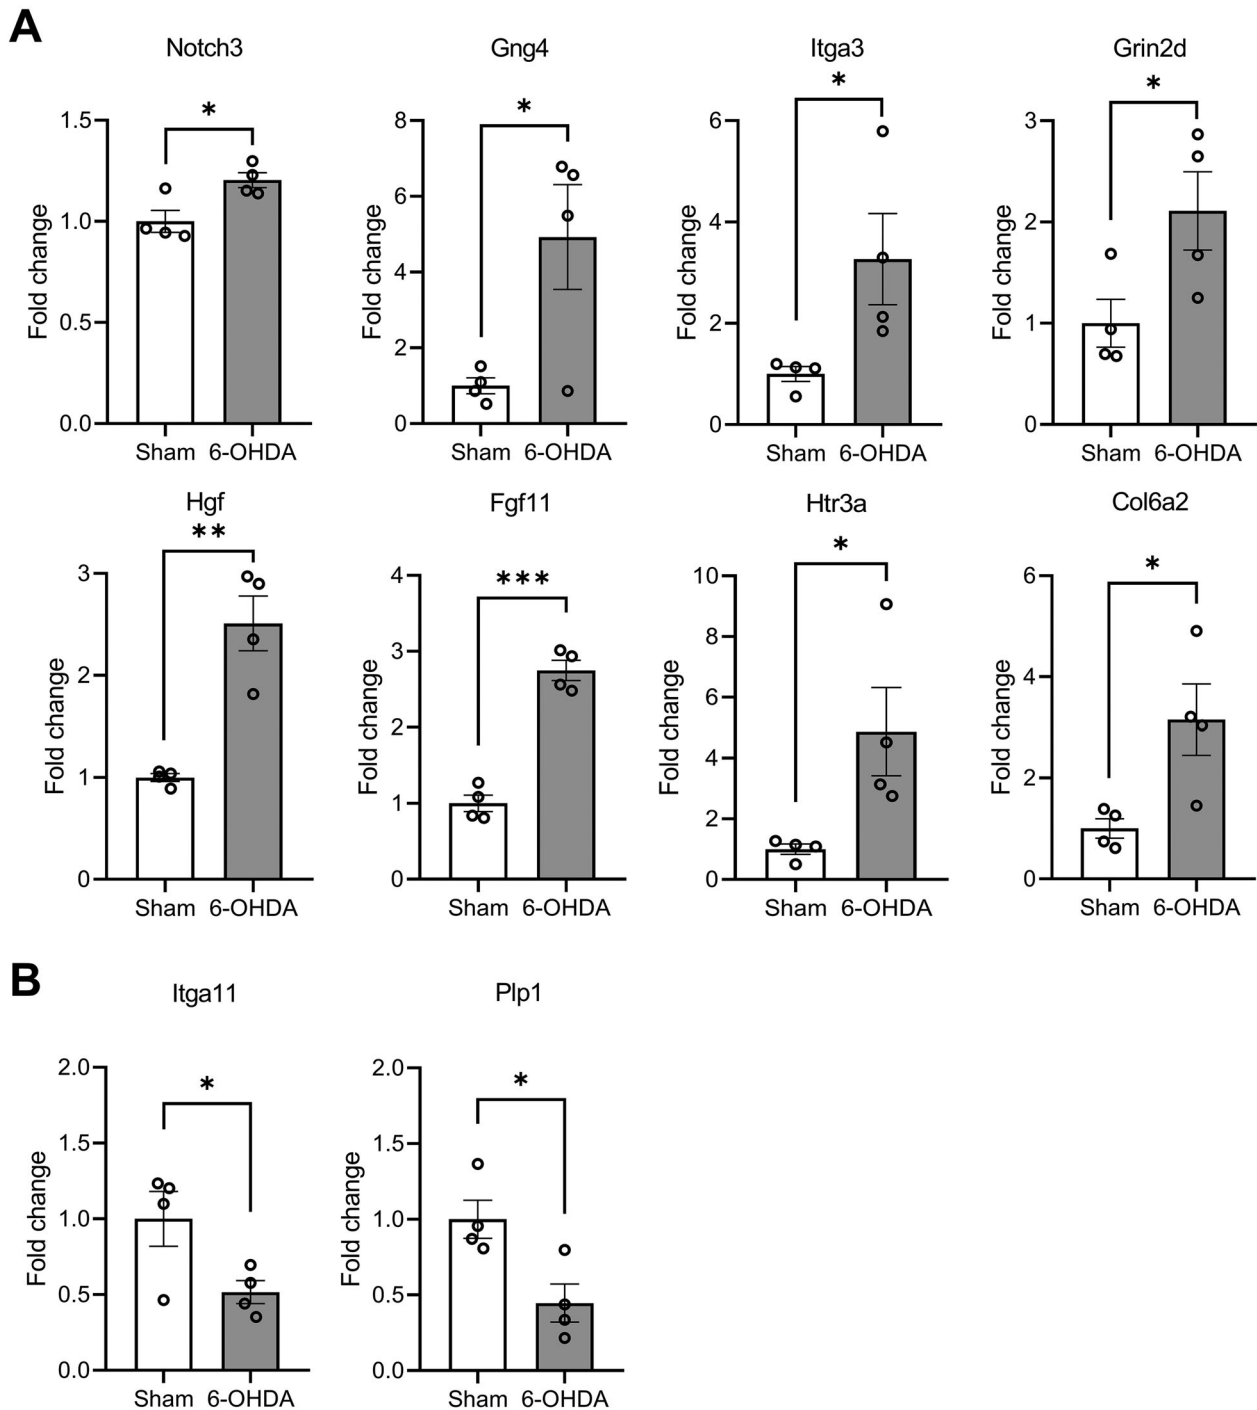 A
Notch3 Gng4 Itga3 Grin2d
* * * *
1.5 8 6 3
1.0 6 4 2
0.5 4 2 1
0.0 2 0 0
0
Fold change Fold change Fold change Fold change
Sham 6-OHDA Sham 6-OHDA Sham 6-OHDA Sham 6-OHDA
Hgf Fgf11 Htr3a Col6a2
** *** * *
3 4 10 6
2 3 8 4
1 2 6 2
0 1 4 0
0 2
0
Fold change Fold change Fold change Fold change
Sham 6-OHDA Sham 6-OHDA Sham 6-OHDA Sham 6-OHDA
B
Itga11 Plp1
* *
2.0 2.0
1.5 1.5
1.0 1.0
0.5 0.5
0.0 0.0
Fold change Fold change
Sham 6-OHDA Sham 6-OHDA